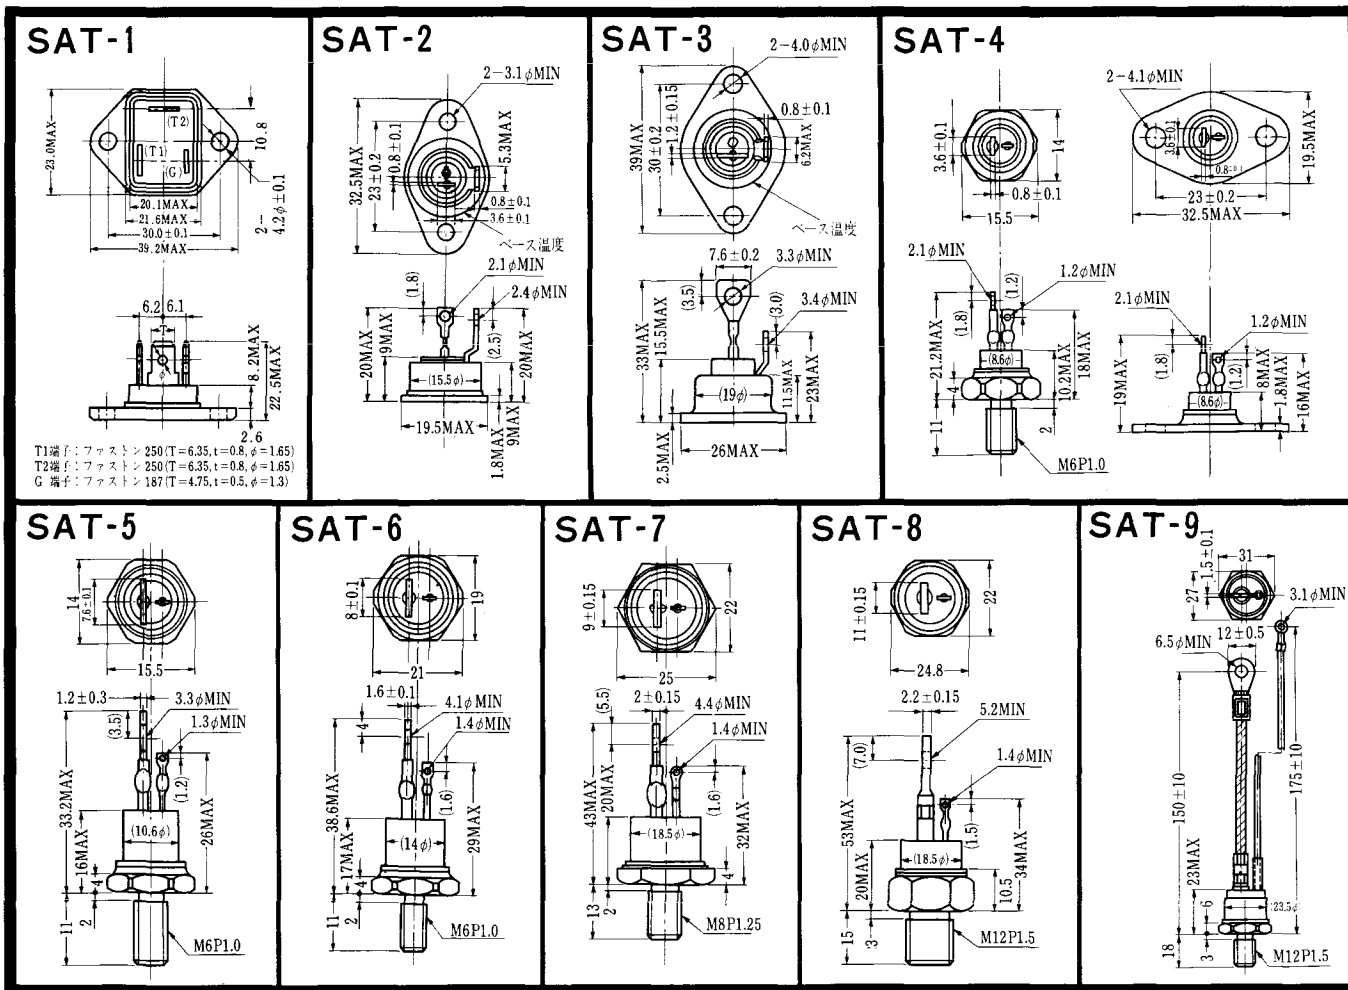 SAT-1
23.0MAX
(T2)
(T1)
(G)
10.8
20.1MAX
21.6MAX
30.0±0.1
39.2MAX
2-
4.2φ±0.1
6.2
6.1
T
φ
8.2MAX
22.5MAX
2.6
T1端子:ファストン250(T=6.35,t=0.8,φ=1.65)
T2端子:ファストン250(T=6.35,t=0.8,φ=1.65)
G 端子:ファストン187(T=4.75,t=0.5,φ=1.3)
SAT-2
2-3.1φMIN
32.5MAX
23±0.2
0.8±0.1
5.3MAX
0.8±0.1
3.6±0.1
ベース温度
(1.8)
2.1φMIN
2.4φMIN
20MAX
9MAX
(2.5)
20MAX
(15.5φ)
19.5MAX
1.8MAX
9MAX
SAT-3
2-4.0φMIN
39MAX
30±0.2
1.2±0.15
0.8±0.1
6.2MAX
ベース温度
7.6±0.2
3.3φMIN
(3.5)
(3.0)
3.4φMIN
33MAX
15.5MAX
(19φ)
11.5MAX
23MAX
2.5MAX
26MAX
SAT-4
3.6±0.1
14
0.8±0.1
15.5
2-4.1φMIN
3.6±0.1
19.5MAX
0.8±0.1
23±0.2
32.5MAX
2.1φMIN
(1.2)
1.2φMIN
(1.8)
21.2MAX
(8.6φ)
10.2MAX
18MAX
4
11
2
M6P1.0
2.1φMIN
1.2φMIN
19MAX
(1.8)
(1.2)
(8.6φ)
8MAX
1.8MAX
16MAX
SAT-5
14
7.6±0.1
15.5
1.2±0.3
3.3φMIN
(3.5)
1.3φMIN
(1.2)
33.2MAX
16MAX
(10.6φ)
26MAX
4
11
2
M6P1.0
SAT-6
8±0.1
19
21
1.6±0.1
4.1φMIN
4
1.4φMIN
(1.6)
38.6MAX
17MAX
(14φ)
29MAX
4
11
2
M6P1.0
SAT-7
9±0.15
22
25
(5.5)
2±0.15
4.4φMIN
1.4φMIN
43MAX
20MAX
(1.6)
32MAX
(18.5φ)
4
13
2
M8P1.25
SAT-8
11±0.15
22
24.8
2.2±0.15
(7.0)
5.2MIN
1.4φMIN
53MAX
(1.5)
34MAX
20MAX
(18.5φ)
10.5
15
3
M12P1.5
SAT-9
1.5±0.1
31
27
3.1φMIN
12±0.5
6.5φMIN
150±10
175±10
23MAX
6
23.5φ
18
3
M12P1.5